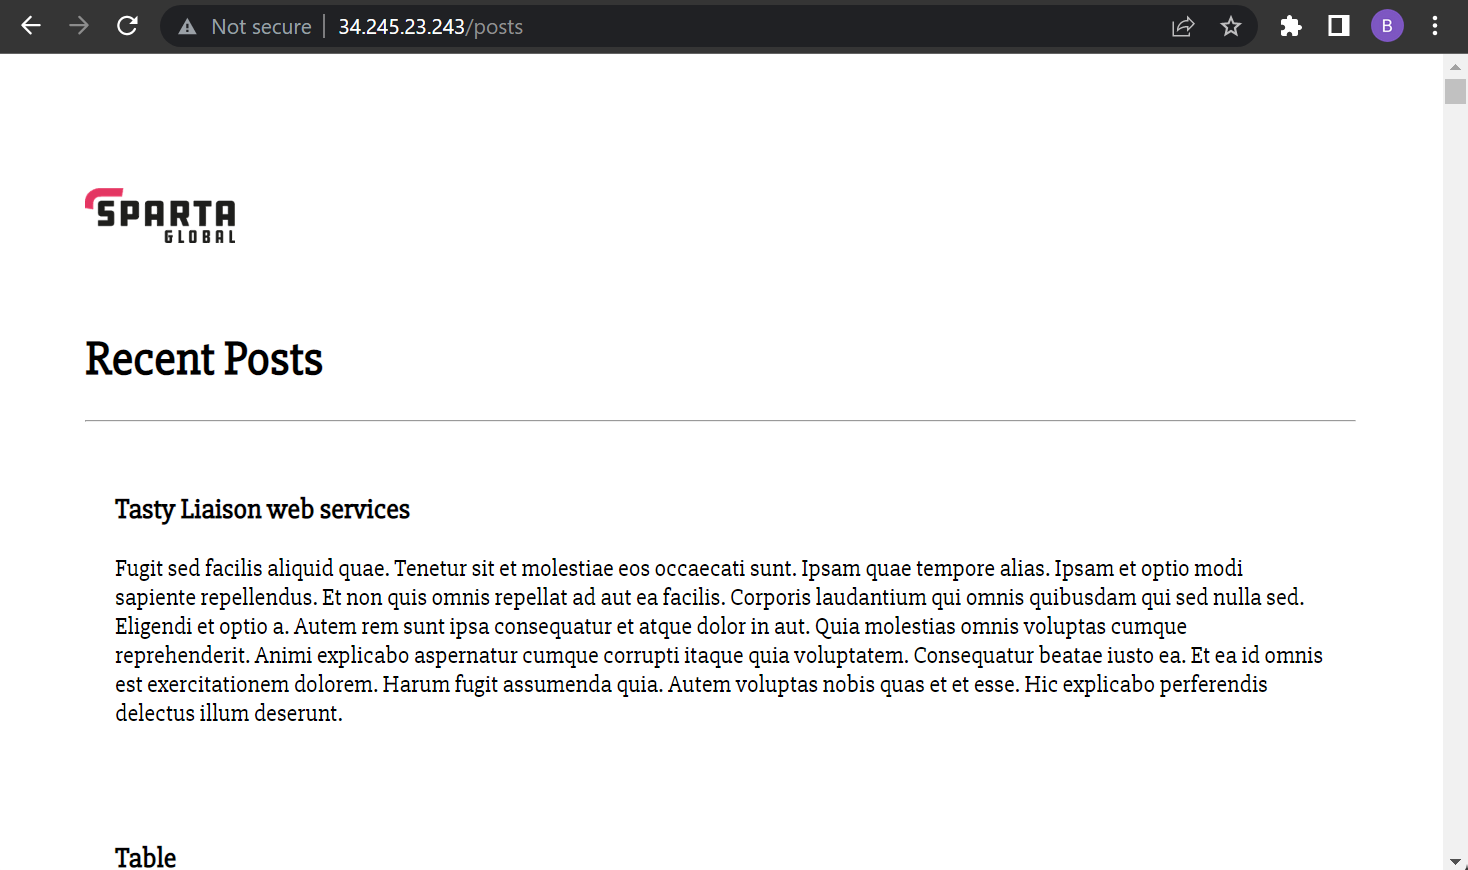 Not secure 34.245.23.243/posts
B
SPARTA
GLOBAL
Recent Posts
Tasty Liaison web services
Fugit sed facilis aliquid quae. Tenetur sit et molestiae eos occaecati sunt. Ipsam quae tempore alias. Ipsam et optio modi
sapiente repellendus. Et non quis omnis repellat ad aut ea facilis. Corporis laudantium qui omnis quibusdam qui sed nulla sed.
Eligendi et optio a. Autem rem sunt ipsa consequatur et atque dolor in aut. Quia molestias omnis voluptas cumque
reprehenderit. Animi explicabo aspernatur cumque corrupti itaque quia voluptatem. Consequatur beatae iusto ea. Et ea id omnis
est exercitationem dolorem. Harum fugit assumenda quia. Autem voluptas nobis quas et et esse. Hic explicabo perferendis
delectus illum deserunt.
Table